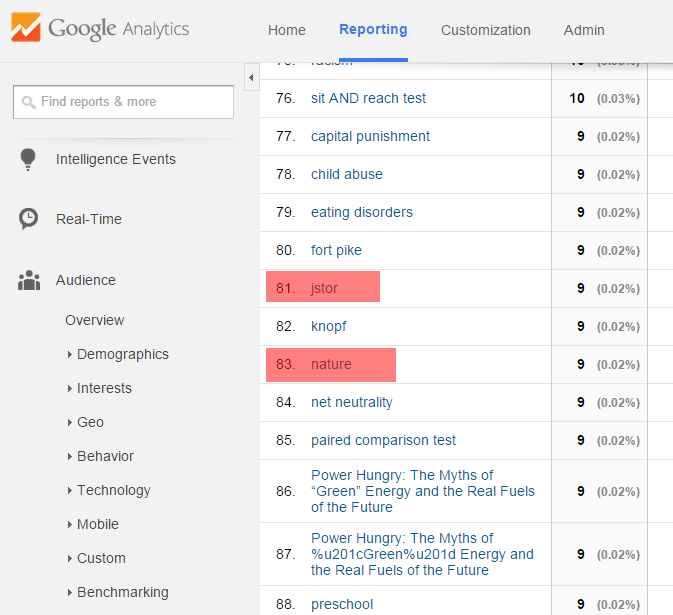 Google Analytics
Home Reporting Customization Admin
Find reports & more
Intelligence Events
Real-Time
Audience
Overview
Demographics
Interests
Geo
Behavior
Technology
Mobile
Custom
Benchmarking
76. sit AND reach test 10 (0.03%)
77. capital punishment 9 (0.02%)
78. child abuse 9 (0.02%)
79. eating disorders 9 (0.02%)
80. fort pike 9 (0.02%)
81. jstor 9 (0.02%)
82. knopf 9 (0.02%)
83. nature 9 (0.02%)
84. net neutrality 9 (0.02%)
85. paired comparison test 9 (0.02%)
Power Hungry: The Myths of
86. “Green” Energy and the Real Fuels 9 (0.02%)
of the Future
Power Hungry: The Myths of
87. %u201cGreen%u201d Energy and 9 (0.02%)
the Real Fuels of the Future
88. preschool 9 (0.02%)